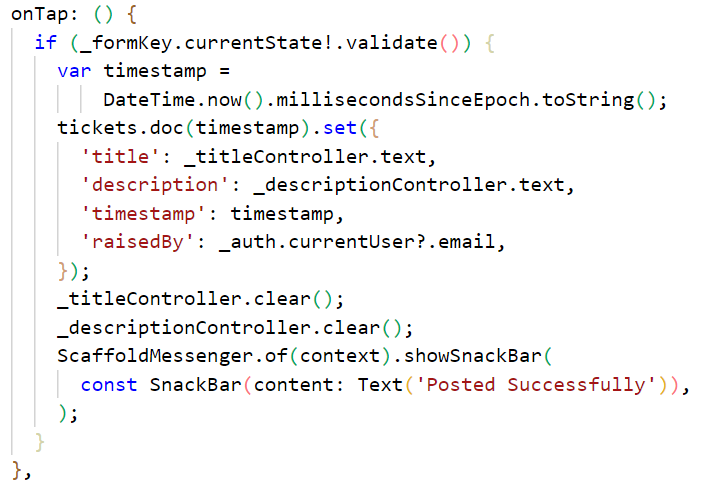 onTap: () {
  if (_formKey.currentState!.validate()) {
    var timestamp =
        DateTime.now().millisecondsSinceEpoch.toString();
    tickets.doc(timestamp).set({
      'title': _titleController.text,
      'description': _descriptionController.text,
      'timestamp': timestamp,
      'raisedBy': _auth.currentUser?.email,
    });
    _titleController.clear();
    _descriptionController.clear();
    ScaffoldMessenger.of(context).showSnackBar(
      const SnackBar(content: Text('Posted Successfully')),
    );
  }
},